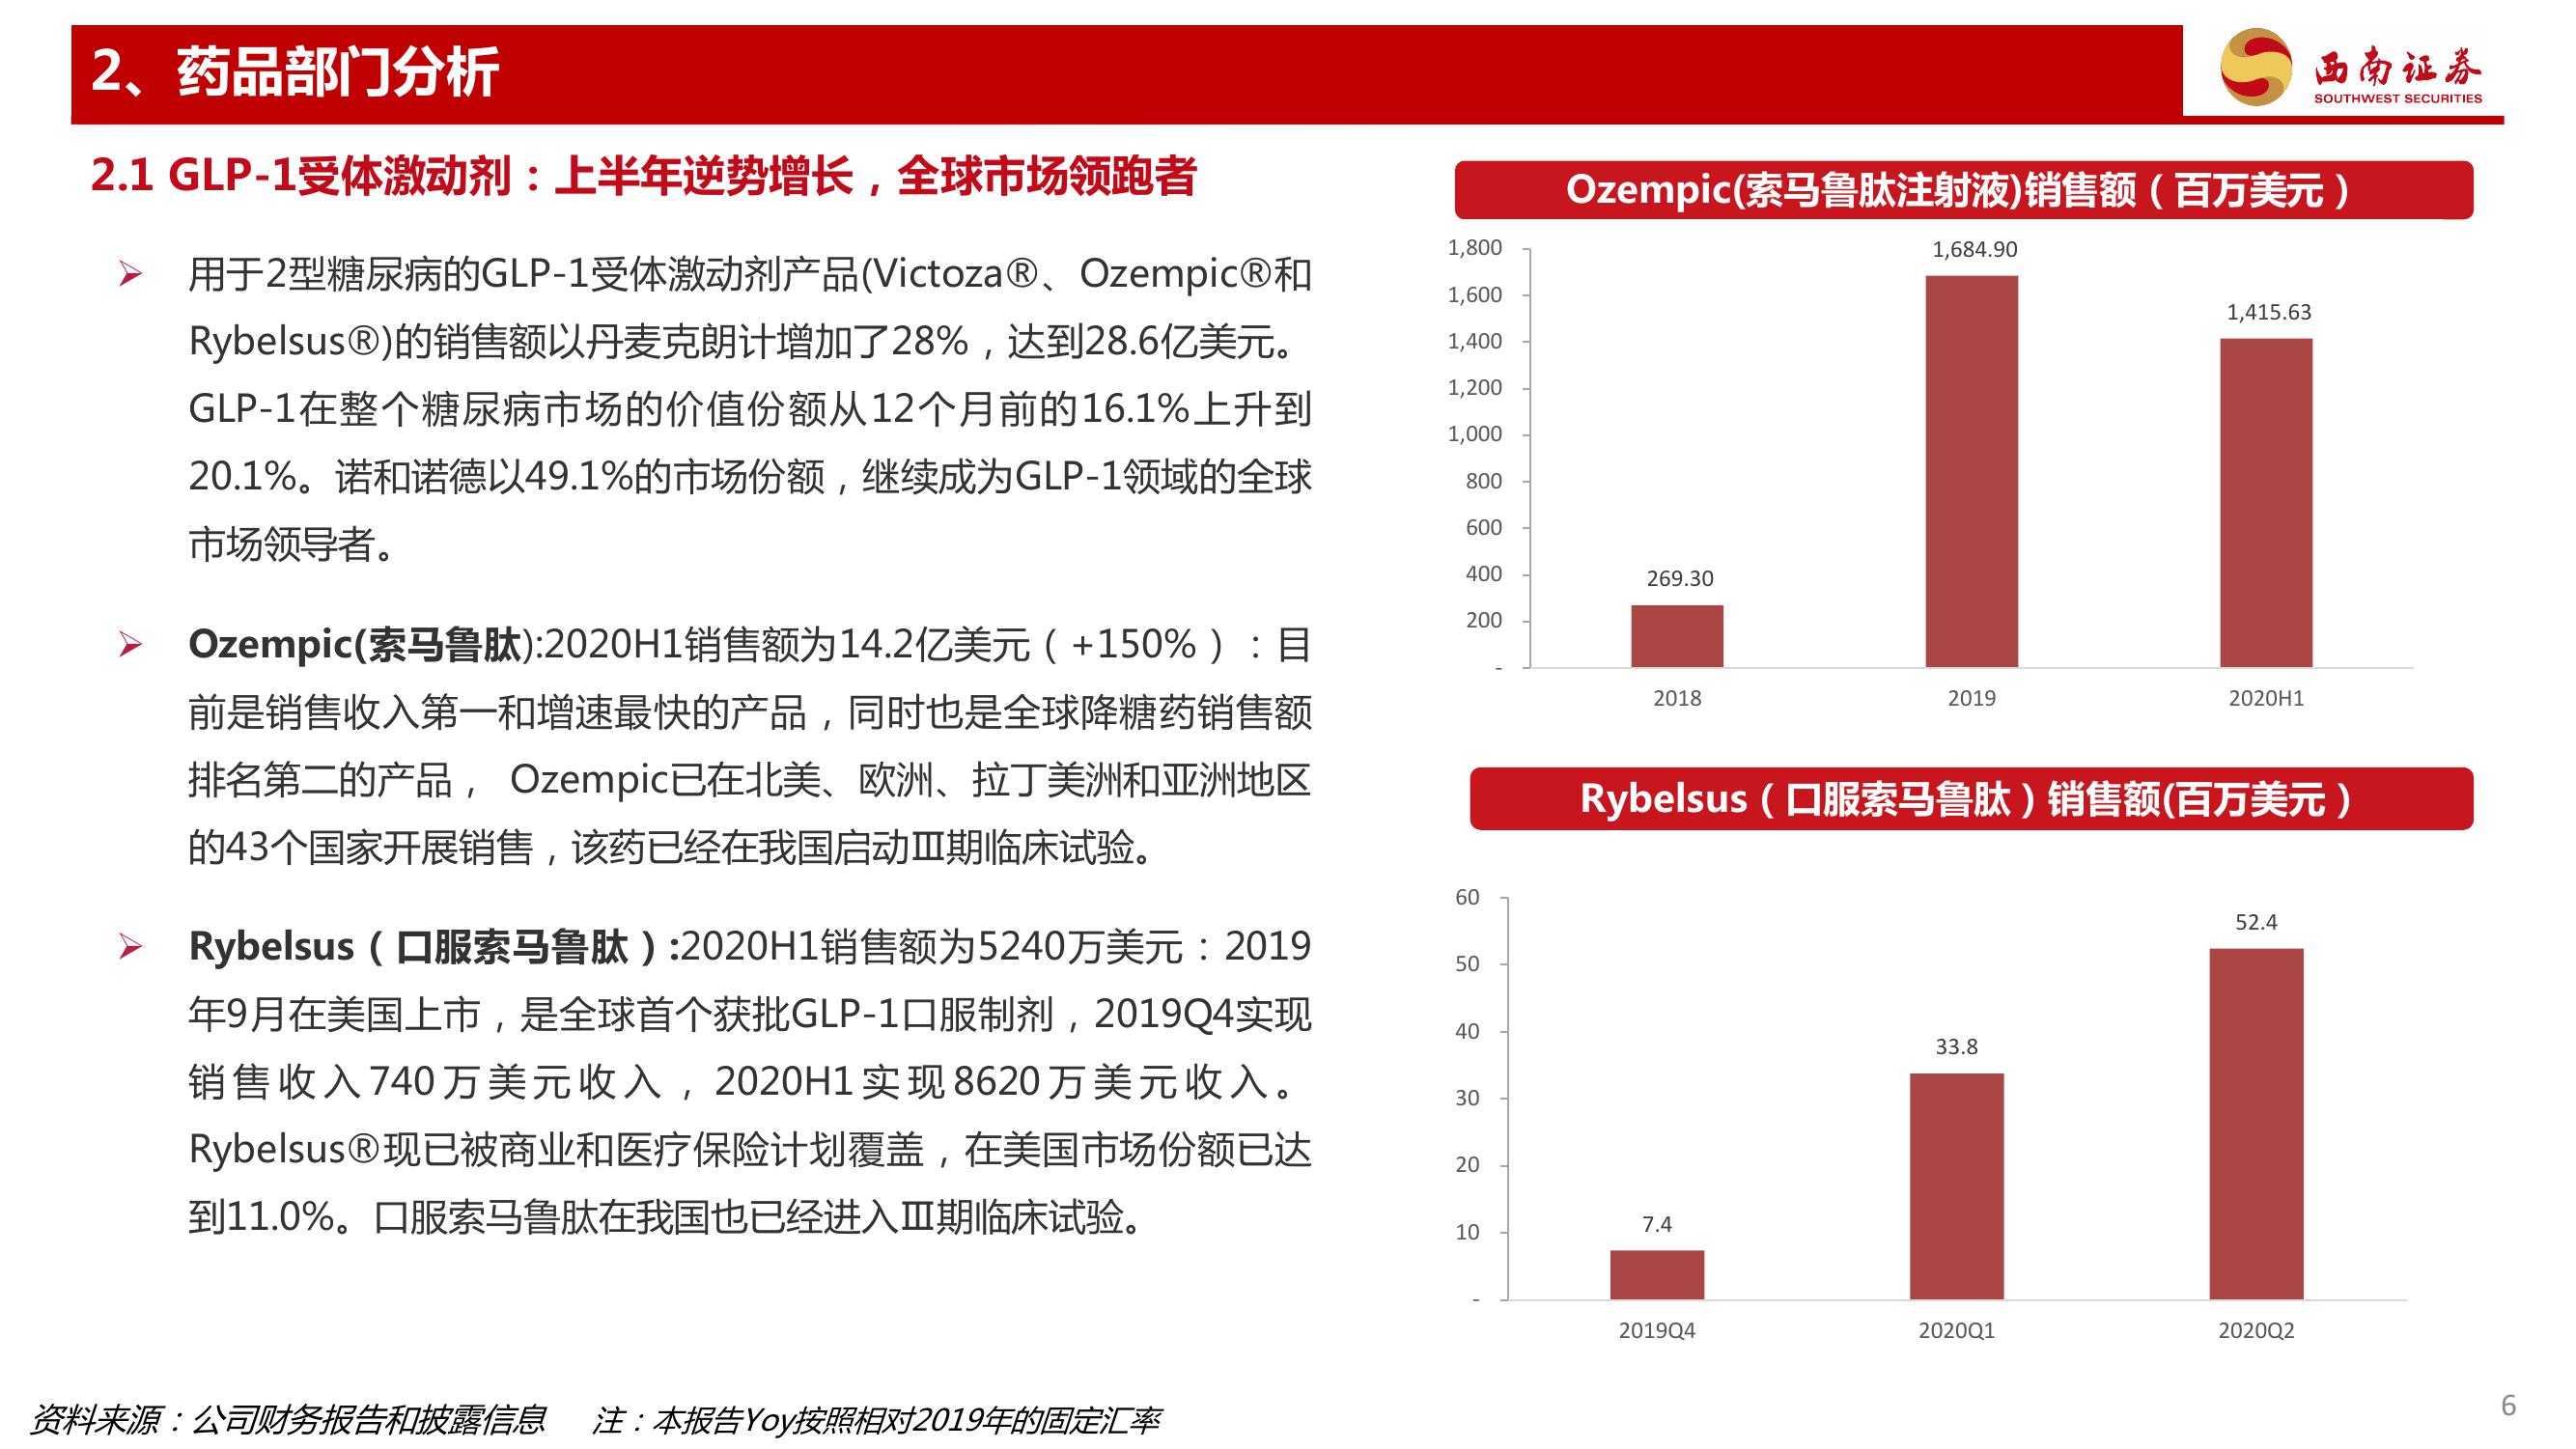 2、药品部门分析
西南证券
SOUTHWEST SECURITIES
2.1 GLP-1受体激动剂：上半年逆势增长，全球市场领跑者
用于2型糖尿病的GLP-1受体激动剂产品(Victoza®、Ozempic®和
Rybelsus®)的销售额以丹麦克朗计增加了28%，达到28.6亿美元。
GLP-1在整个糖尿病市场的价值份额从12个月前的16.1%上升到
20.1%。诺和诺德以49.1%的市场份额，继续成为GLP-1领域的全球
市场领导者。
Ozempic(索马鲁肽):2020H1销售额为14.2亿美元（+150%）：目
前是销售收入第一和增速最快的产品，同时也是全球降糖药销售额
排名第二的产品， Ozempic已在北美、欧洲、拉丁美洲和亚洲地区
的43个国家开展销售，该药已经在我国启动Ⅲ期临床试验。
Rybelsus（口服索马鲁肽）:2020H1销售额为5240万美元：2019
年9月在美国上市，是全球首个获批GLP-1口服制剂，2019Q4实现
销售收入740万美元收入，2020H1实现8620万美元收入。
Rybelsus®现已被商业和医疗保险计划覆盖，在美国市场份额已达
到11.0%。口服索马鲁肽在我国也已经进入Ⅲ期临床试验。
Ozempic(索马鲁肽注射液)销售额（百万美元）
1,800
1,600
1,400
1,200
1,000
800
600
400
200
-
269.30
1,684.90
1,415.63
2018
2019
2020H1
Rybelsus（口服索马鲁肽）销售额(百万美元）
60
50
40
30
20
10
-
7.4
33.8
52.4
2019Q4
2020Q1
2020Q2
资料来源：公司财务报告和披露信息 注：本报告Yoy按照相对2019年的固定汇率
6